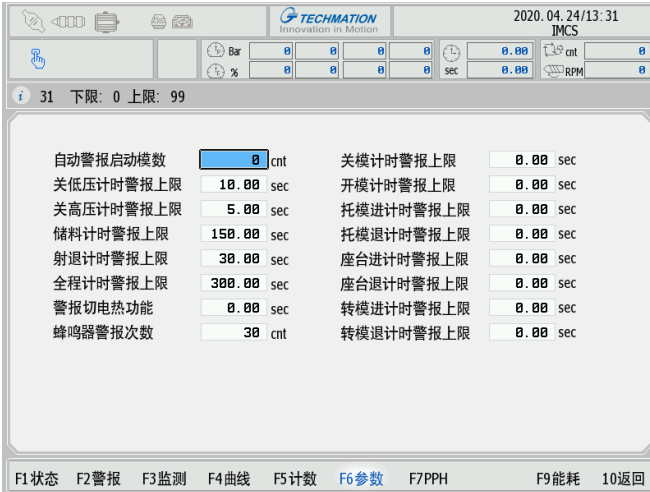 TECHMATION
Innovation in Motion
2020.04.24/13:31
IMCS
Bar 0 0 0 0 0.00 cnt 0
% 0 0 0 0 sec 0.00 RPM 0
i 31 下限: 0 上限: 99
自动警报启动模数 0 cnt 关模计时警报上限 0.00 sec
关低压计时警报上限 10.00 sec 开模计时警报上限 0.00 sec
关高压计时警报上限 5.00 sec 托模进计时警报上限 0.00 sec
储料计时警报上限 150.00 sec 托模退计时警报上限 0.00 sec
射退计时警报上限 30.00 sec 座台进计时警报上限 0.00 sec
全程计时警报上限 300.00 sec 座台退计时警报上限 0.00 sec
警报切电热功能 0.00 sec 转模进计时警报上限 0.00 sec
蜂鸣器警报次数 30 cnt 转模退计时警报上限 0.00 sec
F1状态 F2警报 F3监测 F4曲线 F5计数 F6参数 F7PPH F9能耗 10返回